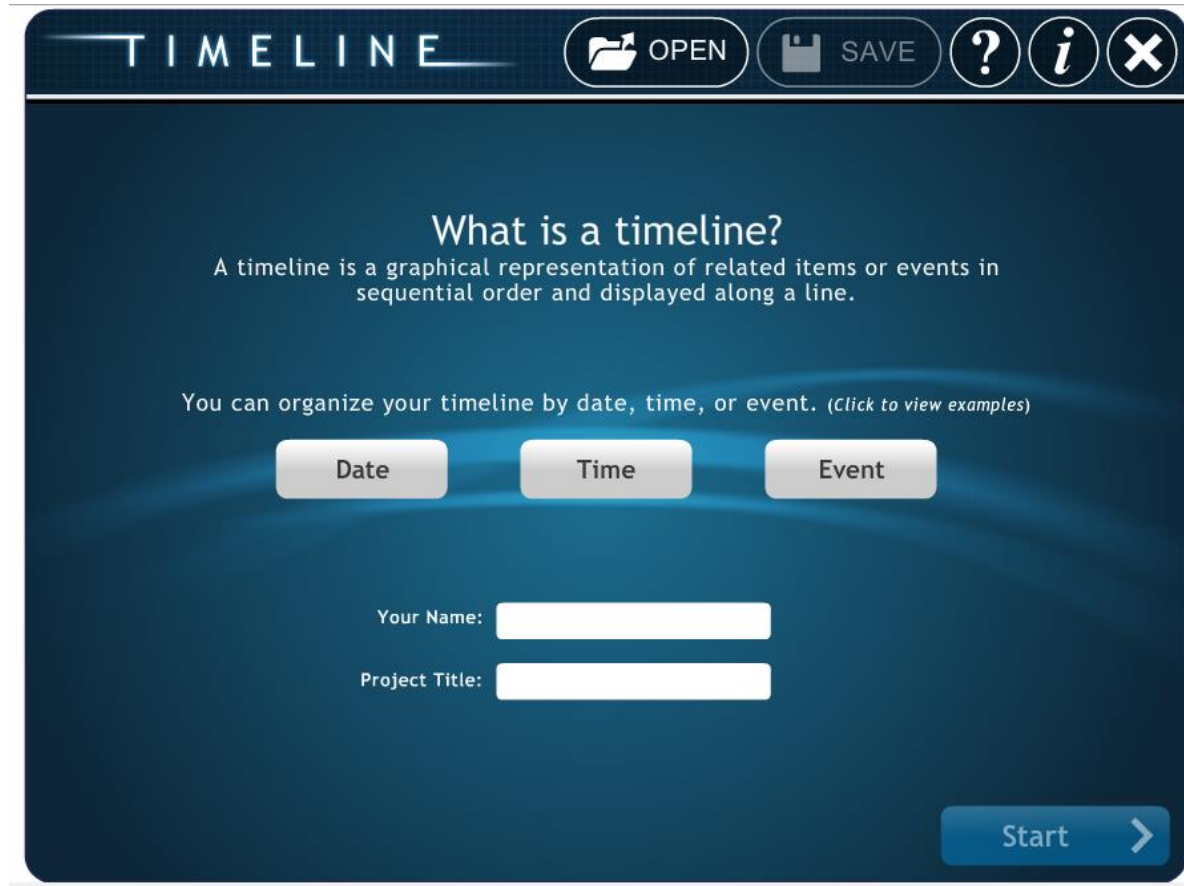 TIMELINE
OPEN
SAVE
?
i
What is a timeline?
A timeline is a graphical representation of related items or events in
sequential order and displayed along a line.
You can organize your timeline by date, time, or event. (Click to view examples)
Date
Time
Event
Your Name:
Project Title:
Start